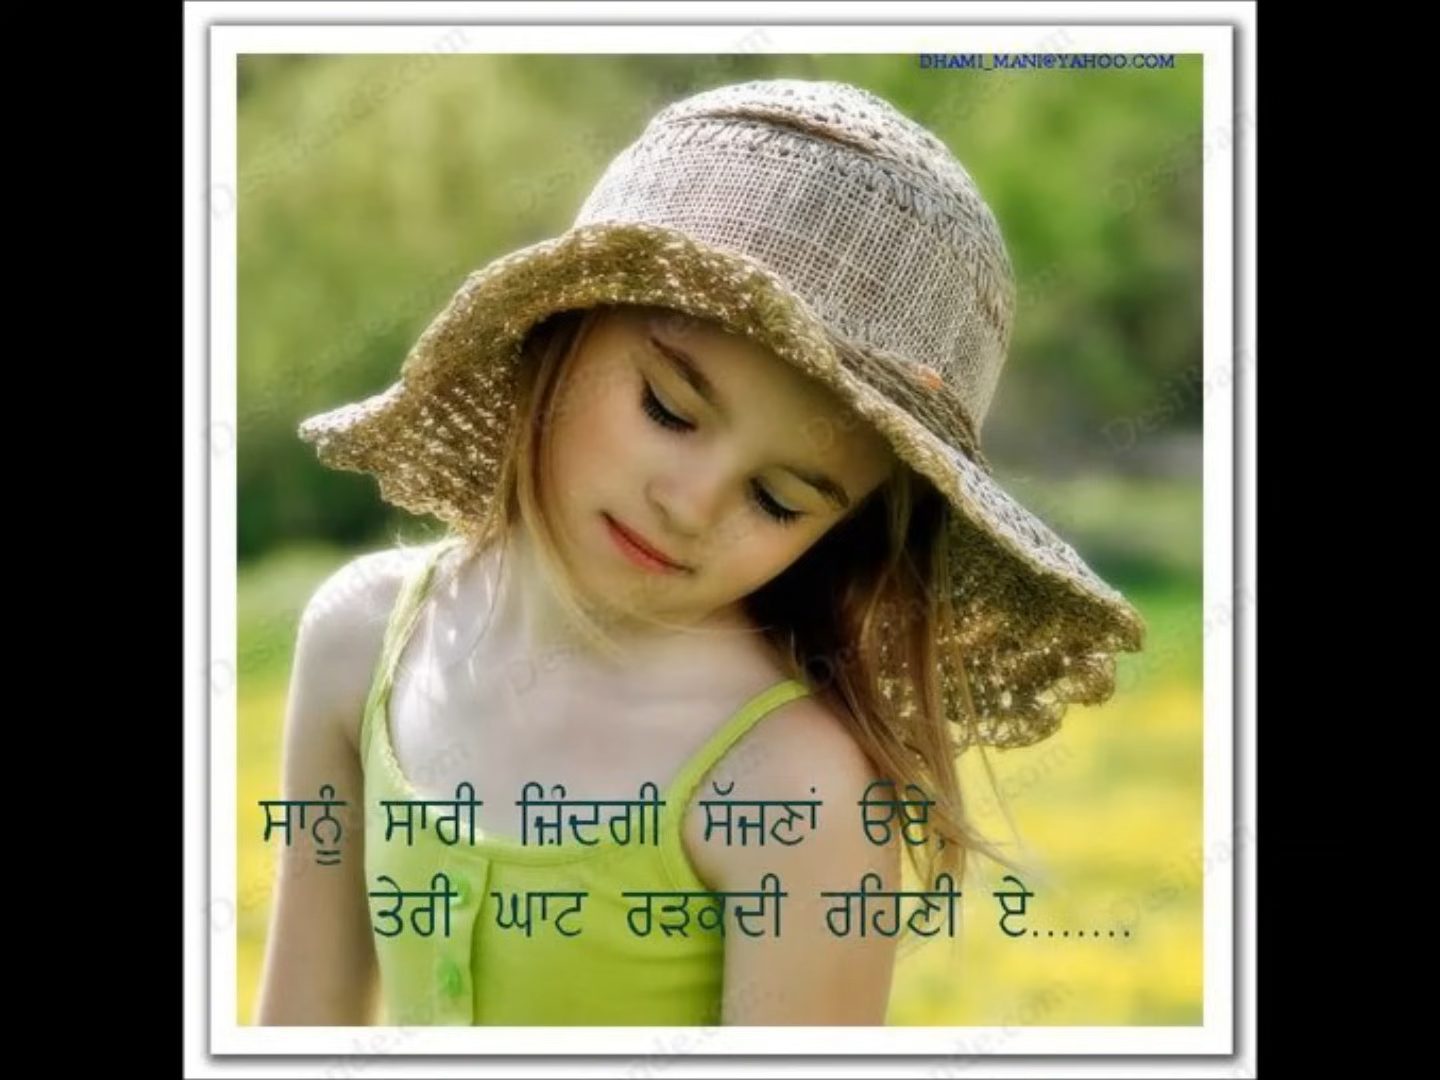 DHAMI_MANI@YAHOO.COM
ਸਾਨੂੰ ਸਾਰੀ ਜ਼ਿੰਦਗੀ ਸੱਜਣਾਂ ਓਏ,
ਤੇਰੀ ਘਾਟ ਰੜਕਦੀ ਰਹਿਣੀ ਏ.......